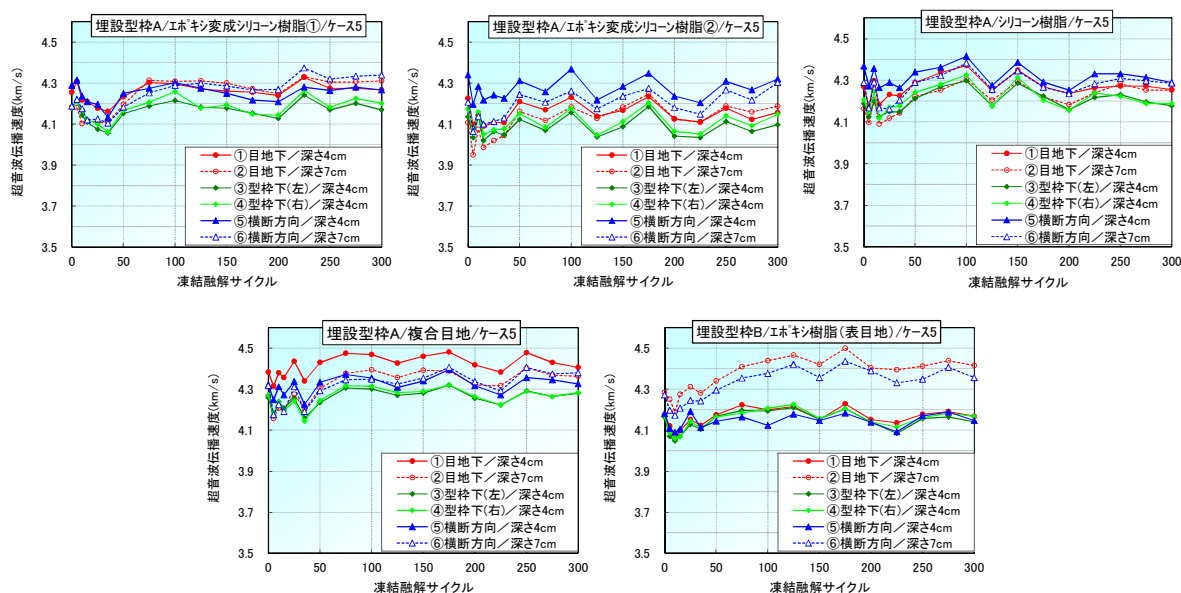 埋設型枠A/エポキシ変成シリコーン樹脂①/ケース5
超音波伝播速度(km/s)
4.5
4.3
4.1
3.9
3.7
3.5
①目地下/深さ4cm
②目地下/深さ7cm
③型枠下(左)/深さ4cm
④型枠下(右)/深さ4cm
⑤横断方向/深さ4cm
⑥横断方向/深さ7cm
0 50 100 150 200 250 300
凍結融解サイクル
埋設型枠A/エポキシ変成シリコーン樹脂②/ケース5
超音波伝播速度(km/s)
4.5
4.3
4.1
3.9
3.7
3.5
①目地下/深さ4cm
②目地下/深さ7cm
③型枠下(左)/深さ4cm
④型枠下(右)/深さ4cm
⑤横断方向/深さ4cm
⑥横断方向/深さ7cm
0 50 100 150 200 250 300
凍結融解サイクル
埋設型枠A/シリコーン樹脂/ケース5
超音波伝播速度(km/s)
4.5
4.3
4.1
3.9
3.7
3.5
①目地下/深さ4cm
②目地下/深さ7cm
③型枠下(左)/深さ4cm
④型枠下(右)/深さ4cm
⑤横断方向/深さ4cm
⑥横断方向/深さ7cm
0 50 100 150 200 250 300
凍結融解サイクル
埋設型枠A/複合目地/ケース5
超音波伝播速度(km/s)
4.5
4.3
4.1
3.9
3.7
3.5
①目地下/深さ4cm
②目地下/深さ7cm
③型枠下(左)/深さ4cm
④型枠下(右)/深さ4cm
⑤横断方向/深さ4cm
⑥横断方向/深さ7cm
0 50 100 150 200 250 300
凍結融解サイクル
埋設型枠B/エポキシ樹脂(表目地)/ケース5
超音波伝播速度(km/s)
4.5
4.3
4.1
3.9
3.7
3.5
①目地下/深さ4cm
②目地下/深さ7cm
③型枠下(左)/深さ4cm
④型枠下(右)/深さ4cm
⑤横断方向/深さ4cm
⑥横断方向/深さ7cm
0 50 100 150 200 250 300
凍結融解サイクル